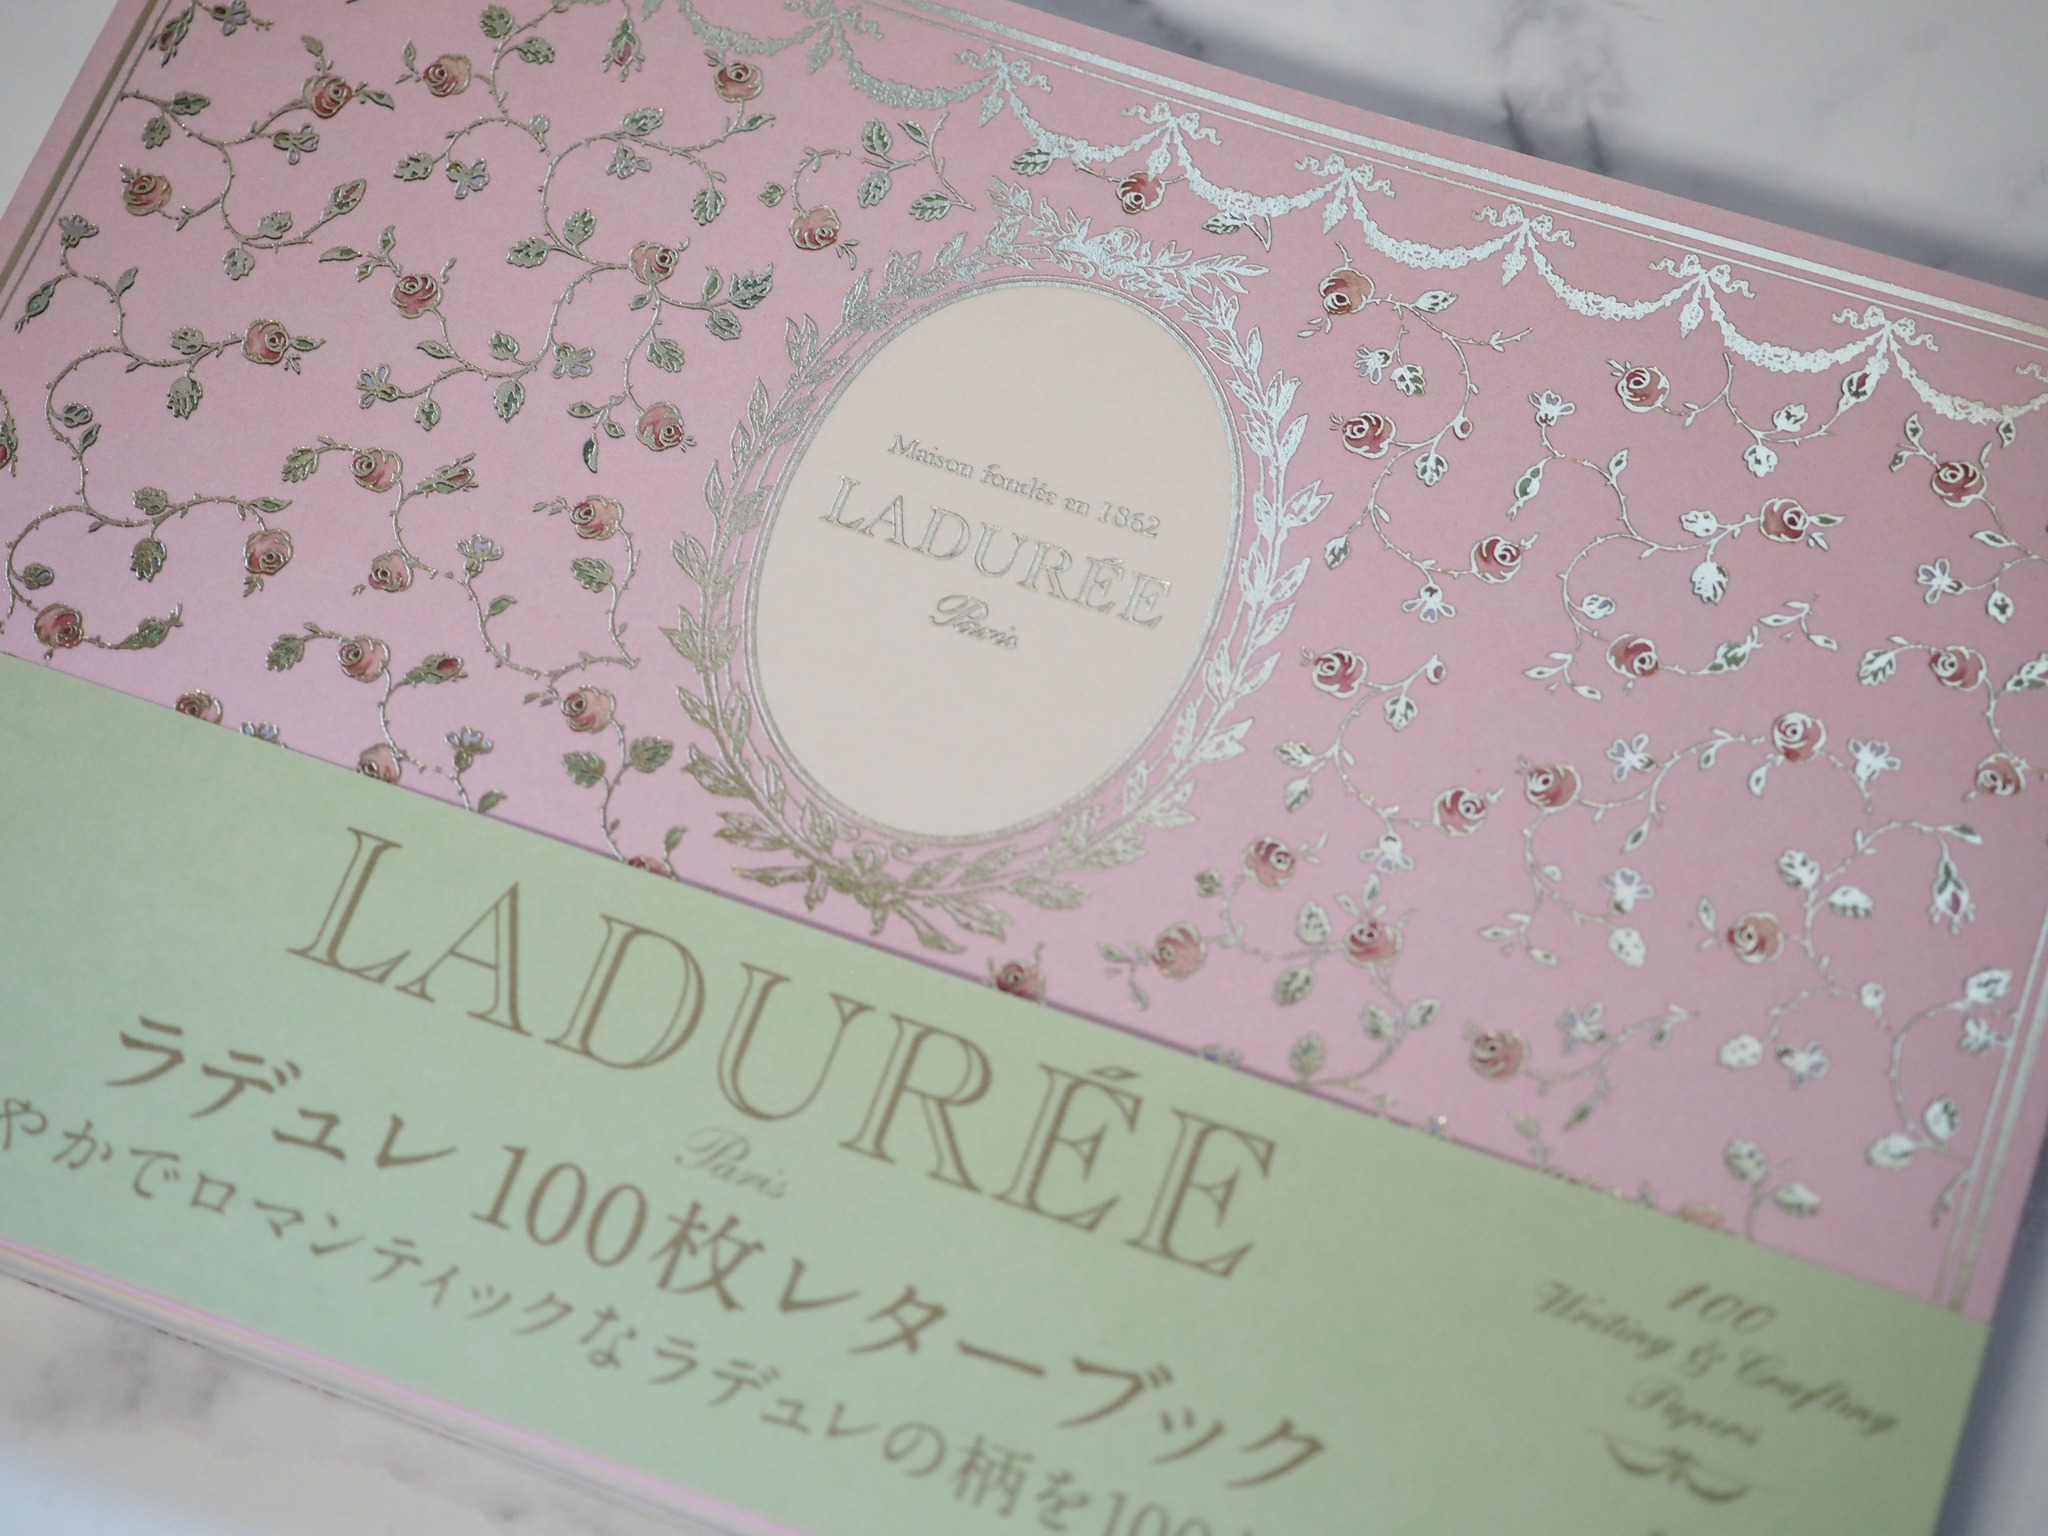 Maison fondée en 1862
LADURÉE
Paris
LADURÉE
Paris
ラデュレ 100枚レターブック
やかでロマンティックなラデュレの柄を100
100
Writing & Crafting
Papers